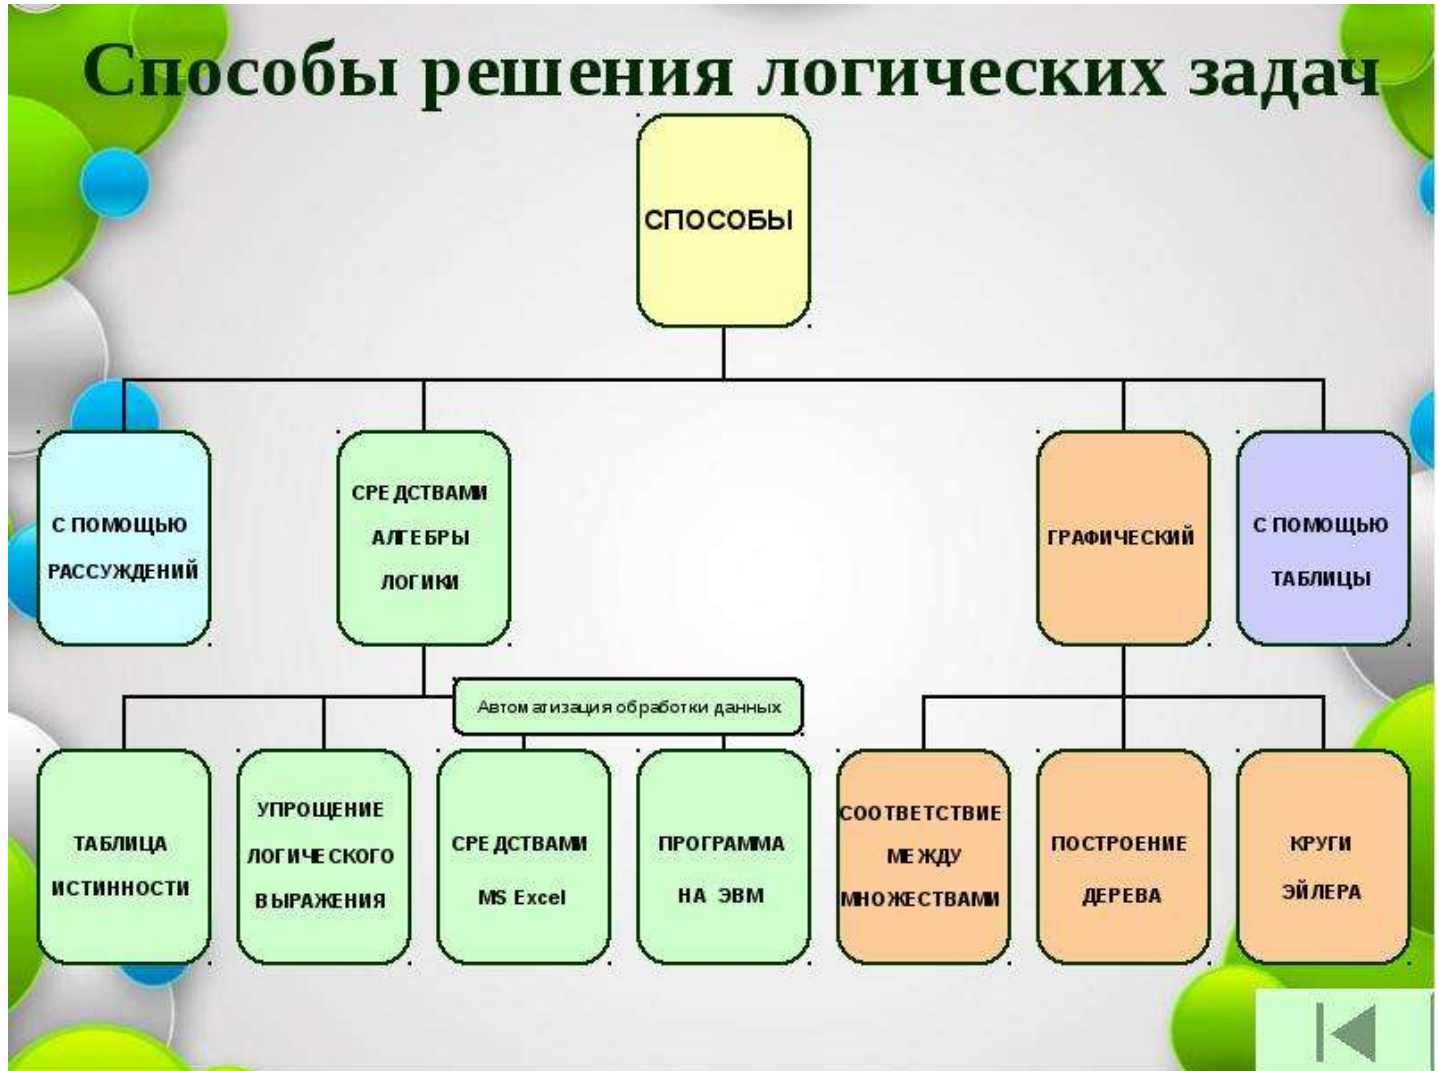 Способы решения логических задач
СПОСОБЫ
С ПОМОЩЬЮ
РАССУЖДЕНИЙ
СРЕДСТВАМИ
АЛГЕБРЫ
ЛОГИКИ
ГРАФИЧЕСКИЙ
С ПОМОЩЬЮ
ТАБЛИЦЫ
Автоматизация обработки данных
ТАБЛИЦА
ИСТИННОСТИ
УПРОЩЕНИЕ
ЛОГИЧЕСКОГО
ВЫРАЖЕНИЯ
СРЕДСТВАМИ
MS Excel
ПРОГРАММА
НА ЭВМ
СООТВЕТСТВИЕ
МЕЖДУ
МНОЖЕСТВАМИ
ПОСТРОЕНИЕ
ДЕРЕВА
КРУГИ
ЭЙЛЕРА